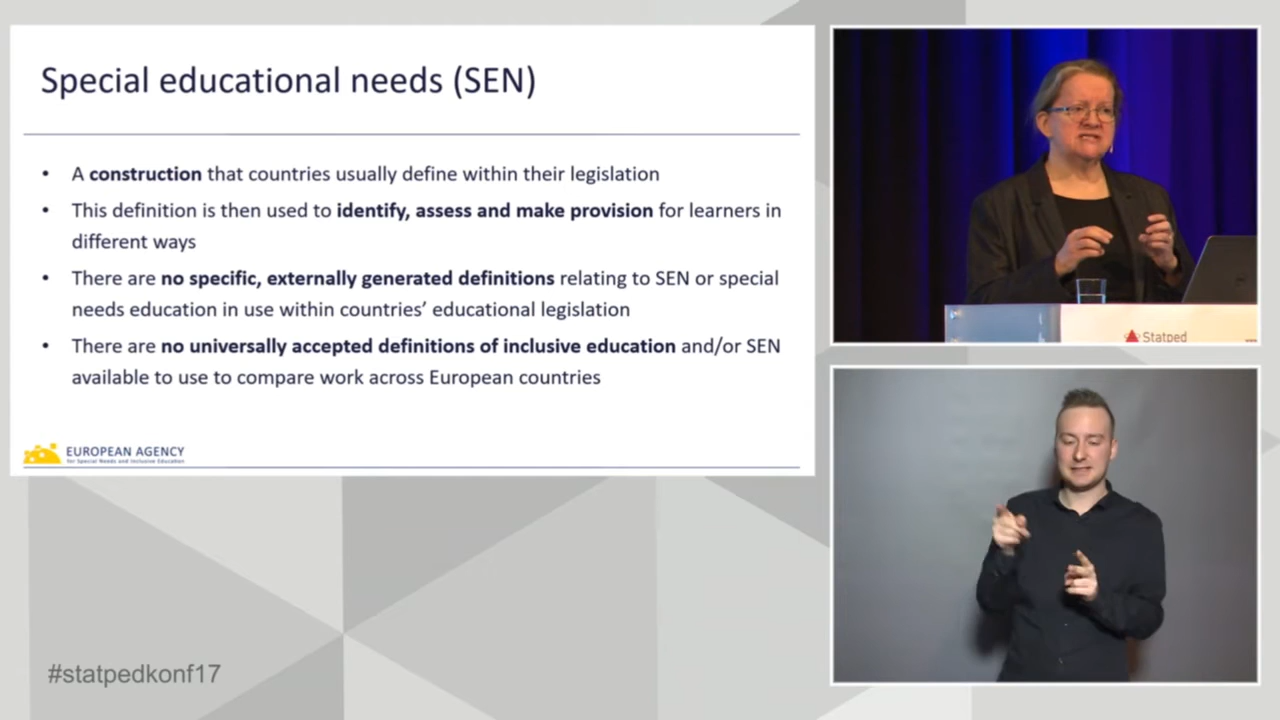 Special educational needs (SEN)
• A construction that countries usually define within their legislation
• This definition is then used to identify, assess and make provision for learners in
different ways
• There are no specific, externally generated definitions relating to SEN or special
needs education in use within countries’ educational legislation
• There are no universally accepted definitions of inclusive education and/or SEN
available to use to compare work across European countries
EUROPEAN AGENCY
for Special Needs and Inclusive Education
Statped
#statpedkonf17